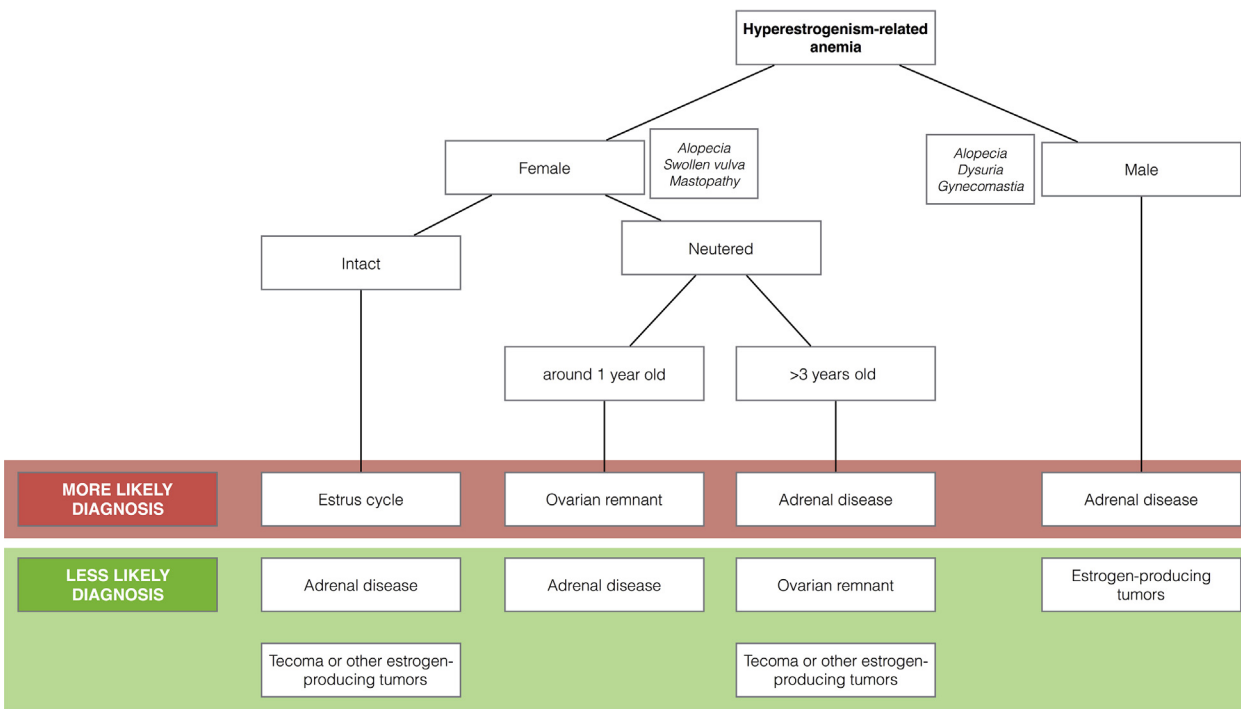 Hyperestrogenism-related
anemia
Female
Alopecia
Swollen vulva
Mastopathy
Alopecia
Dysuria
Gynecomastia
Male
Intact
Neutered
around 1 year old
>3 years old
MORE LIKELY
DIAGNOSIS
Estrus cycle
Ovarian remnant
Adrenal disease
Adrenal disease
LESS LIKELY
DIAGNOSIS
Adrenal disease
Adrenal disease
Ovarian remnant
Estrogen-producing
tumors
Tecoma or other estrogen-
producing tumors
Tecoma or other estrogen-
producing tumors